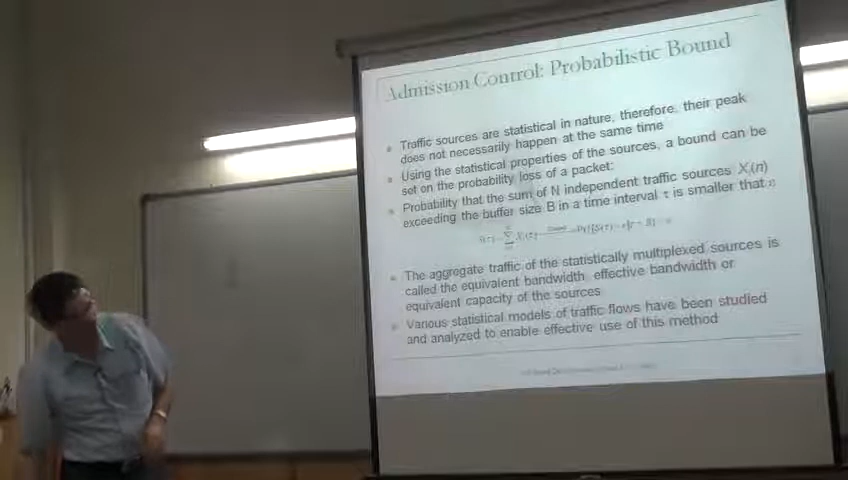 Admission Control: Probabilistic Bound
Traffic sources are statistical in nature, therefore, their peak
does not necessarily happen at the same time
Using the statistical properties of the sources, a bound can be
set on the probability loss of a packet:
Probability that the sum of N independent traffic sources Xᵢ(n)
exceeding the buffer size B in a time interval τ is smaller that ε
The aggregate traffic of the statistically multiplexed sources is
called the equivalent bandwidth, effective bandwidth or
equivalent capacity of the sources
Various statistical models of traffic flows have been studied
and analyzed to enable effective use of this method